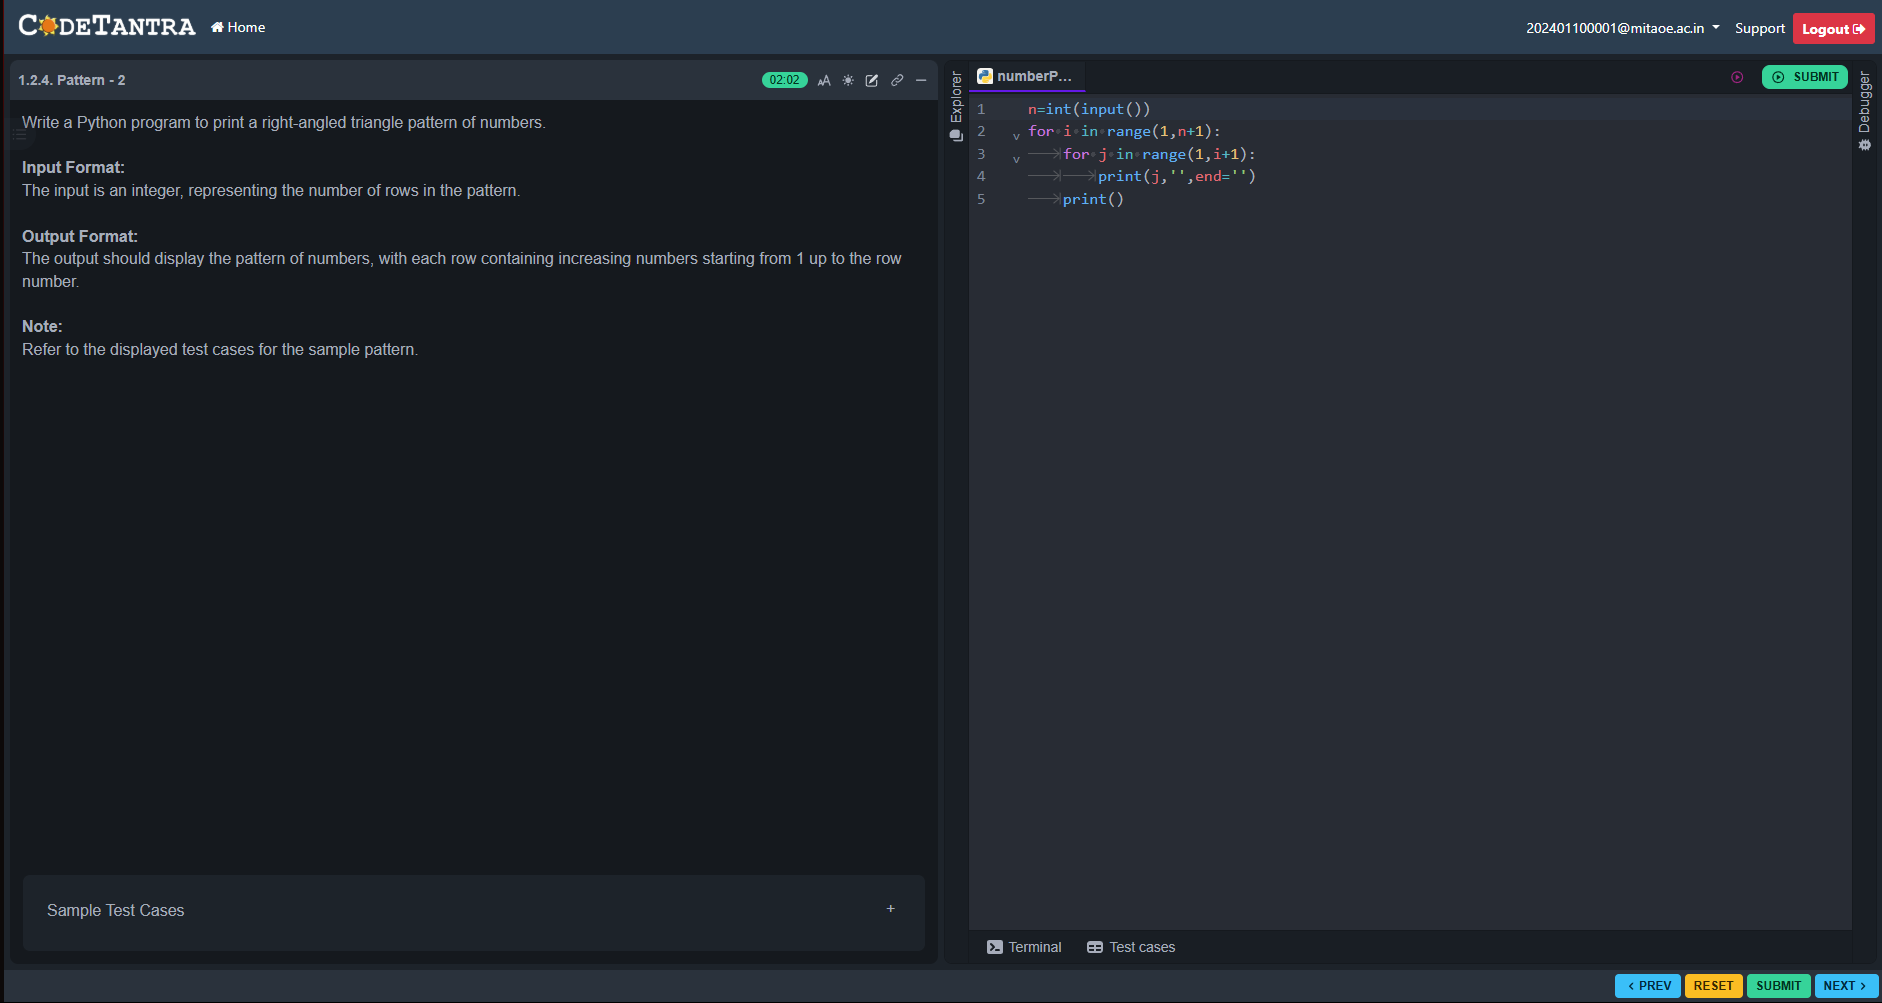 CODETANTRA
Home
202401100001@mitaoe.ac.in
Support
Logout
1.2.4. Pattern - 2
02:02
AA
Write a Python program to print a right-angled triangle pattern of numbers.
Input Format:
The input is an integer, representing the number of rows in the pattern.
Output Format:
The output should display the pattern of numbers, with each row containing increasing numbers starting from 1 up to the row
number.
Note:
Refer to the displayed test cases for the sample pattern.
Sample Test Cases
+
Explorer
numberP...
SUBMIT
Debugger
1 n=int(input())
2 for i in range(1,n+1):
3 for j in range(1,i+1):
4 print(j,'',end='')
5 print()
Terminal
Test cases
< PREV
RESET
SUBMIT
NEXT >